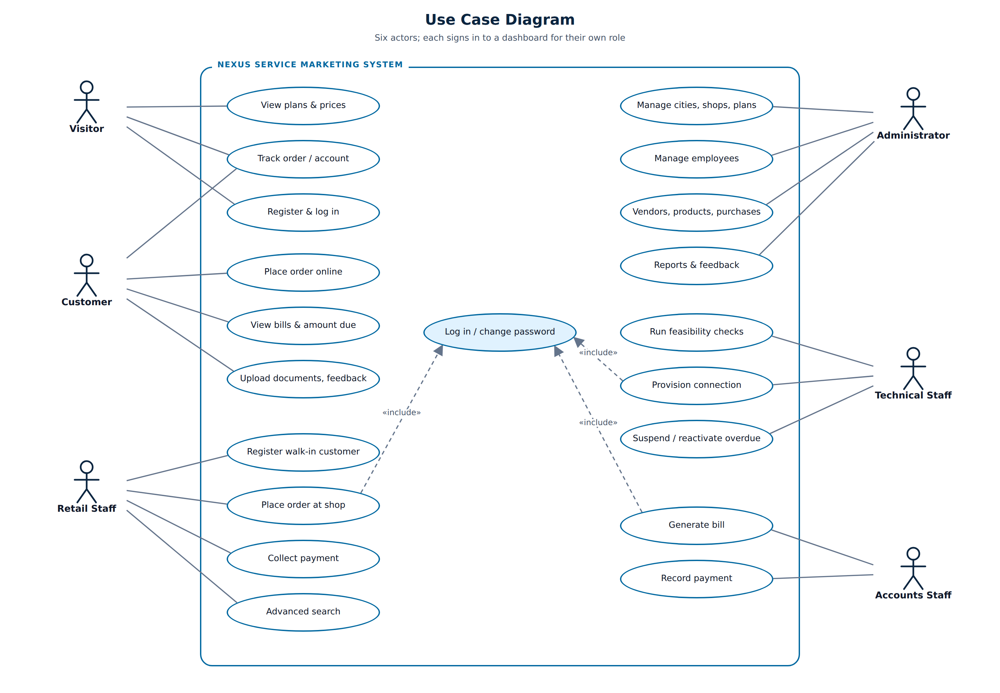 Use Case Diagram
Six actors; each signs in to a dashboard for their own role
NEXUS SERVICE MARKETING SYSTEM
Visitor
Customer
Retail Staff
View plans & prices
Track order / account
Register & log in
Place order online
View bills & amount due
Upload documents, feedback
Register walk-in customer
Place order at shop
Collect payment
Advanced search
Log in / change password
«include»
«include»
«include»
Manage cities, shops, plans
Manage employees
Vendors, products, purchases
Reports & feedback
Run feasibility checks
Provision connection
Suspend / reactivate overdue
Generate bill
Record payment
Administrator
Technical Staff
Accounts Staff